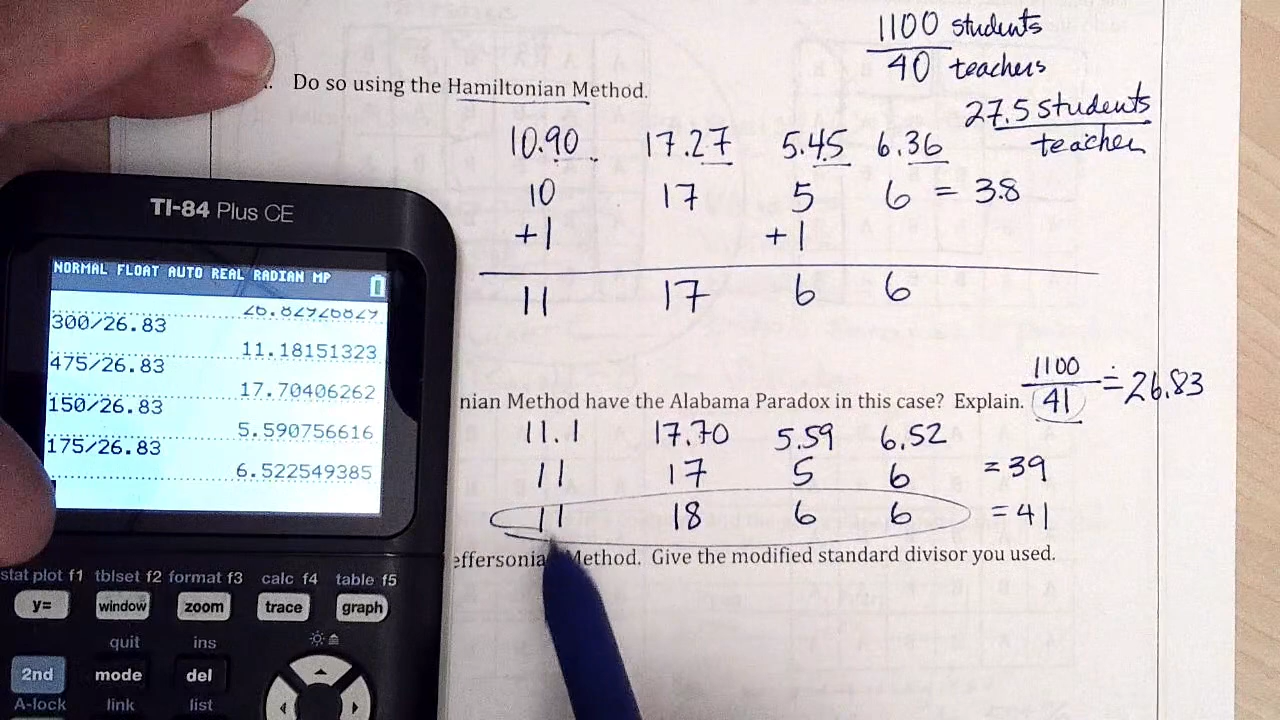 1100 students
40 teachers
.. Do so using the Hamiltonian Method.
27.5 students
teacher
10.90 17.27 5.45 6.36
10 17 5 6 = 38
+1 +1
11 17 6 6
1100
41 ≐ 26.83
nian Method have the Alabama Paradox in this case? Explain.
11.1 17.70 5.59 6.52
11 17 5 6 = 39
11 18 6 6 = 41
effersonia Method. Give the modified standard divisor you used.
TI-84 Plus CE
NORMAL FLOAT AUTO REAL RADIAN MP
26.82926829
300/26.83
11.18151323
475/26.83
17.70406262
150/26.83
5.590756616
175/26.83
6.522549385
stat plot f1 tblset f2 format f3 calc f4 table f5
y= window zoom trace graph
quit ins
2nd mode del
A-lock link list